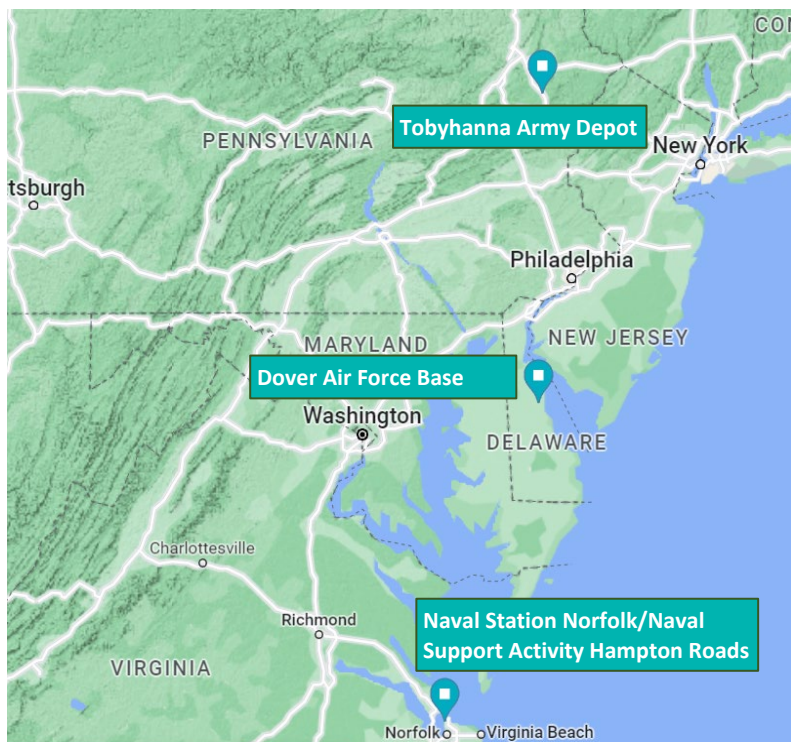 CON
Tobyhanna Army Depot
PENNSYLVANIA
New York
tsburgh
Philadelphia
NEW JERSEY
MARYLAND
Dover Air Force Base
Washington
DELAWARE
Charlottesville
Naval Station Norfolk/Naval
Support Activity Hampton Roads
Richmond
VIRGINIA
Norfolk
Virginia Beach